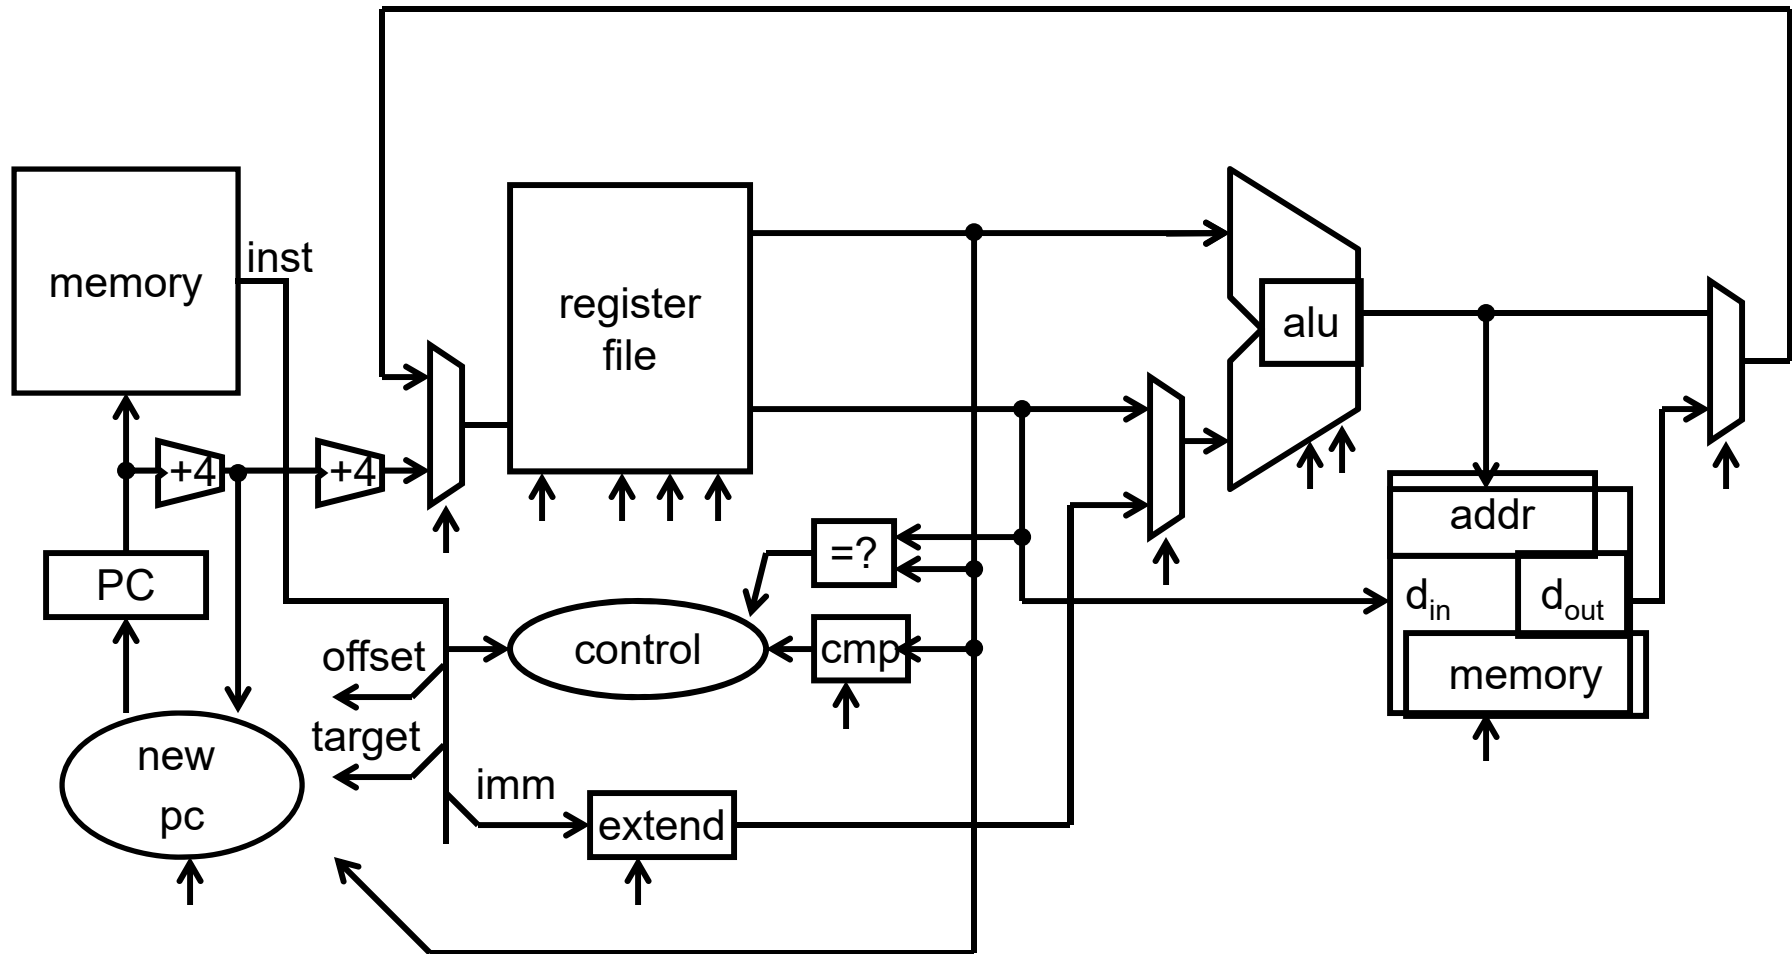 memory
inst
register
file
alu
+4
+4
addr
PC
=?
d_in
d_out
offset
control
cmp
memory
target
new
pc
imm
extend